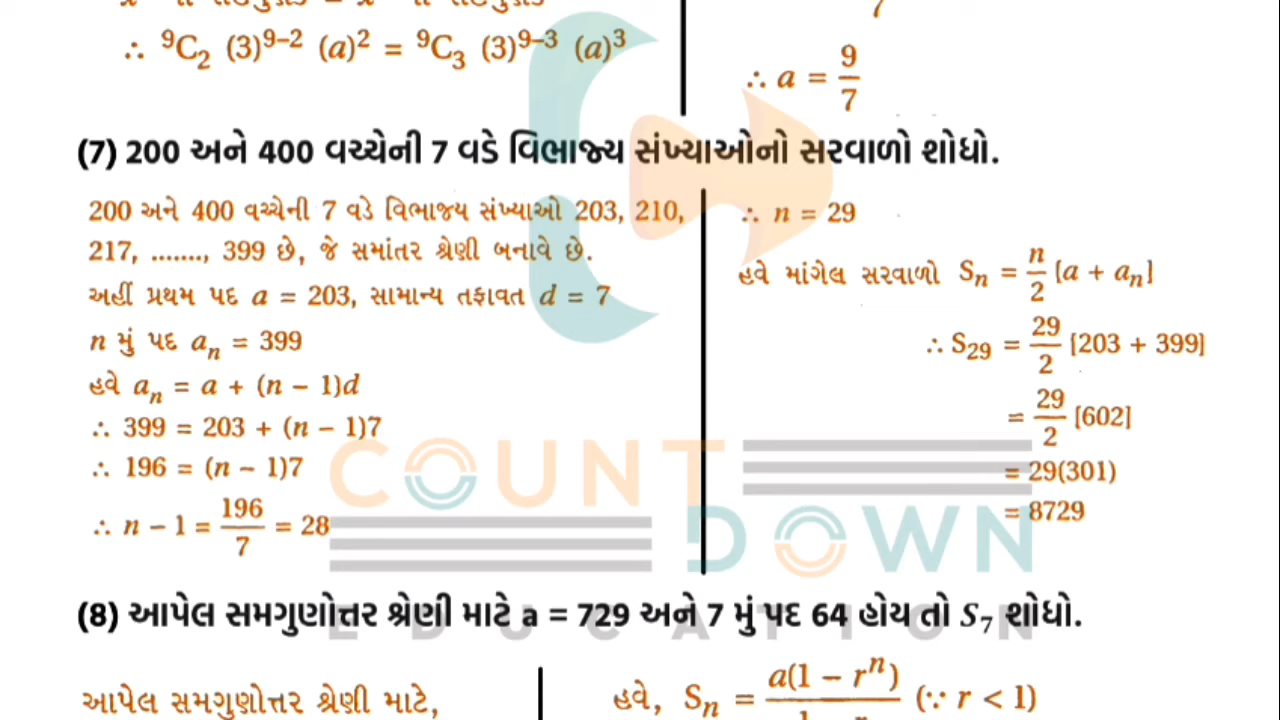 ∴ ⁹C₂ (3)⁹⁻² (a)² = ⁹C₃ (3)⁹⁻³ (a)³
7
∴ a = 9/7
(7) 200 અને 400 વચ્ચેની 7 વડે વિભાજ્ય સંખ્યાઓનો સરવાળો શોધો.
200 અને 400 વચ્ચેની 7 વડે વિભાજ્ય સંખ્યાઓ 203, 210,
217, ......., 399 છે, જે સમાંતર શ્રેણી બનાવે છે.
અહીં પ્રથમ પદ a = 203, સામાન્ય તફાવત d = 7
n મું પદ aₙ = 399
હવે aₙ = a + (n − 1)d
∴ 399 = 203 + (n − 1)7
∴ 196 = (n − 1)7
∴ n − 1 = 196/7 = 28
∴ n = 29
હવે માંગેલ સરવાળો Sₙ = n/2 [a + aₙ]
∴ S₂₉ = 29/2 [203 + 399]
= 29/2 [602]
= 29(301)
= 8729
COUNT
DOWN
EDUCATION
(8) આપેલ સમગુણોત્તર શ્રેણી માટે a = 729 અને 7 મું પદ 64 હોય તો S₇ શોધો.
આપેલ સમગુણોત્તર શ્રેણી માટે,
હવે, Sₙ = a(1 − rⁿ)/1 − r (∵ r < 1)